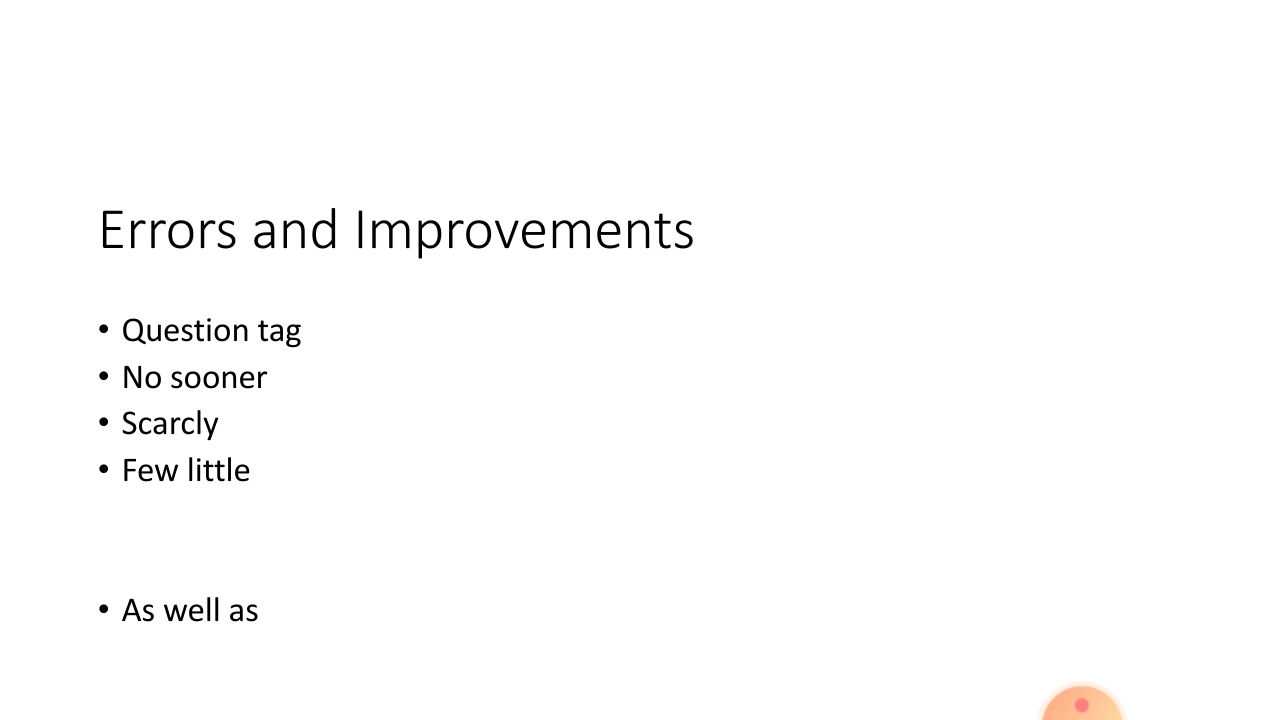 Errors and Improvements
• Question tag
• No sooner
• Scarcly
• Few little
• As well as